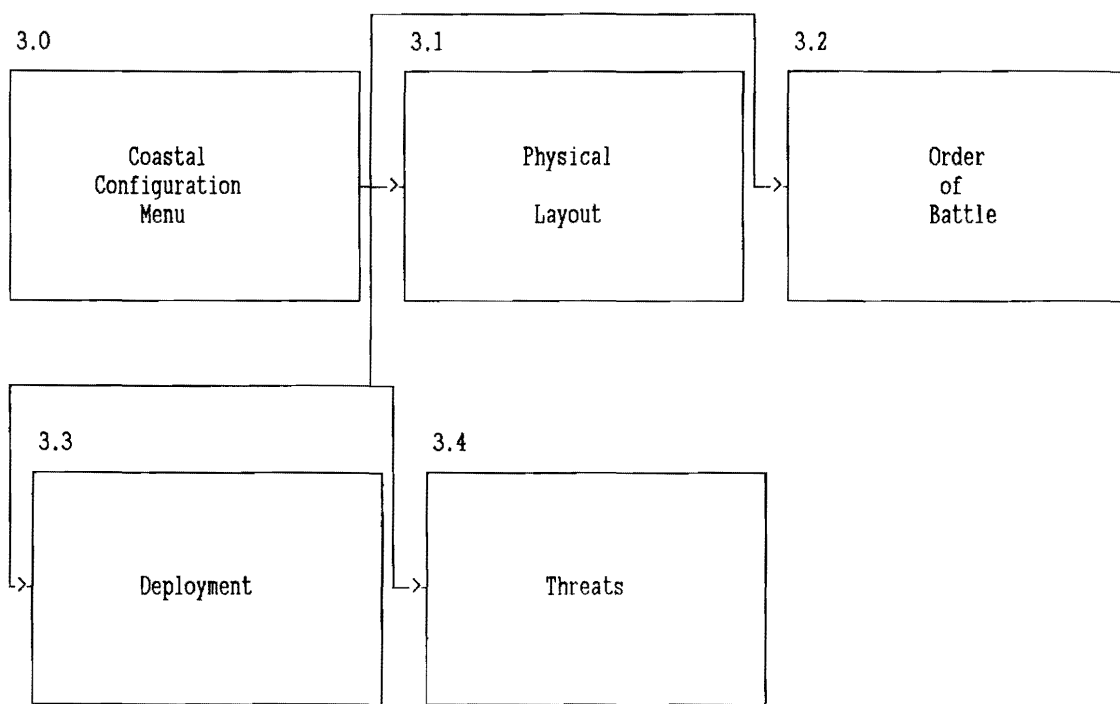 3.0
Coastal
Configuration
Menu
3.1
Physical
Layout
3.2
Order
of
Battle
3.3
Deployment
3.4
Threats